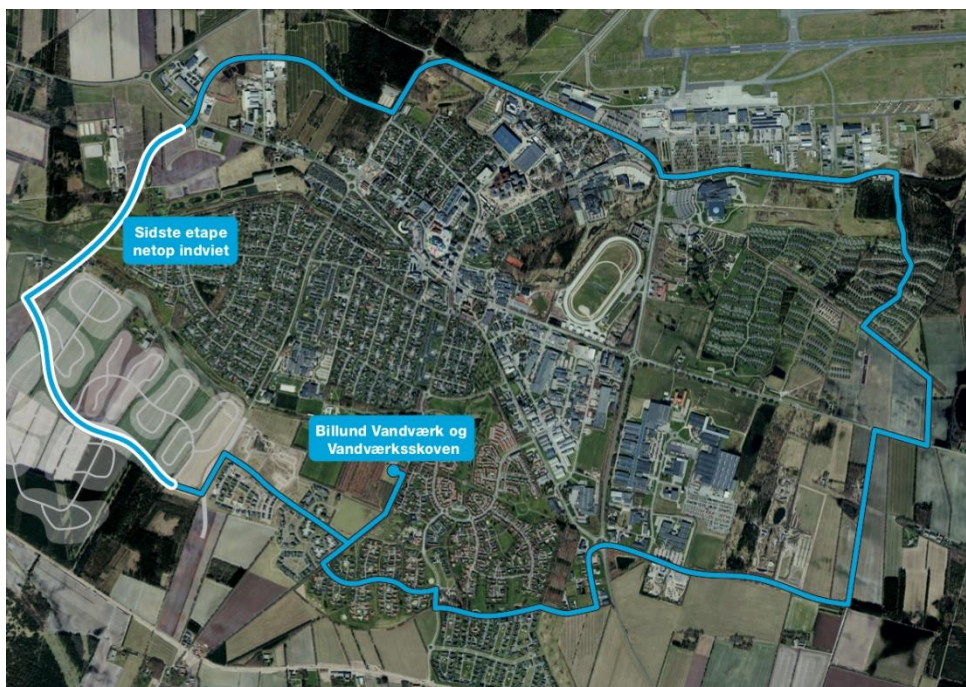 Sidste etape
netop indviet
Billund Vandværk og
Vandværksskoven